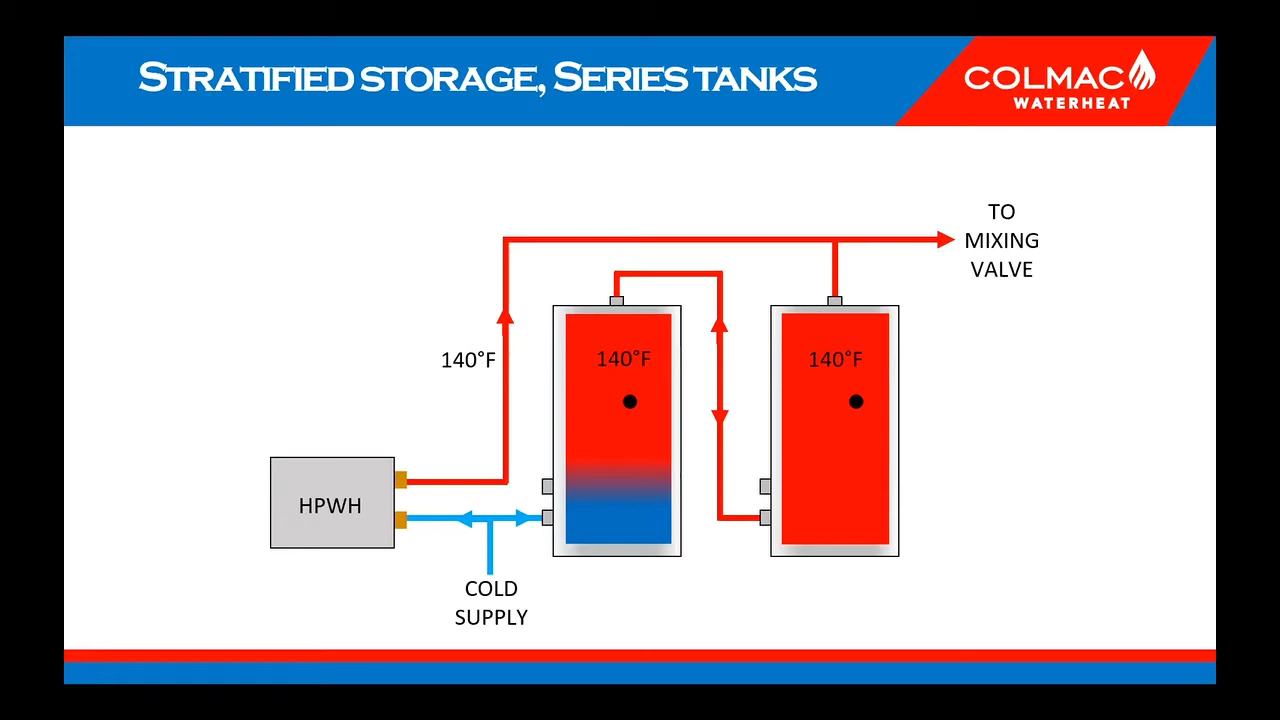 STRATIFIED STORAGE, SERIES TANKS
COLMAC
WATERHEAT
TO
MIXING
VALVE
140°F
140°F
140°F
HPWH
COLD
SUPPLY